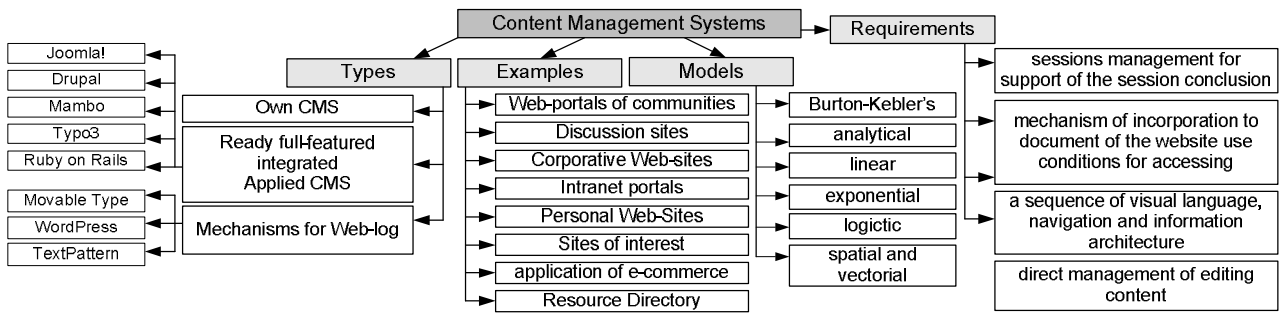 Content Management Systems
Requirements
Types
Examples
Models
Joomla!
Drupal
Mambo
Typo3
Ruby on Rails
Movable Type
WordPress
TextPattern
Own CMS
Ready full-featured
integrated
Applied CMS
Mechanisms for Web-log
Web-portals of communities
Discussion sites
Corporative Web-sites
Intranet portals
Personal Web-Sites
Sites of interest
application of e-commerce
Resource Directory
Burton-Kebler's
analytical
linear
exponential
logictic
spatial and
vectorial
sessions management for
support of the session conclusion
mechanism of incorporation to
document of the website use
conditions for accessing
a sequence of visual language,
navigation and information
architecture
direct management of editing
content